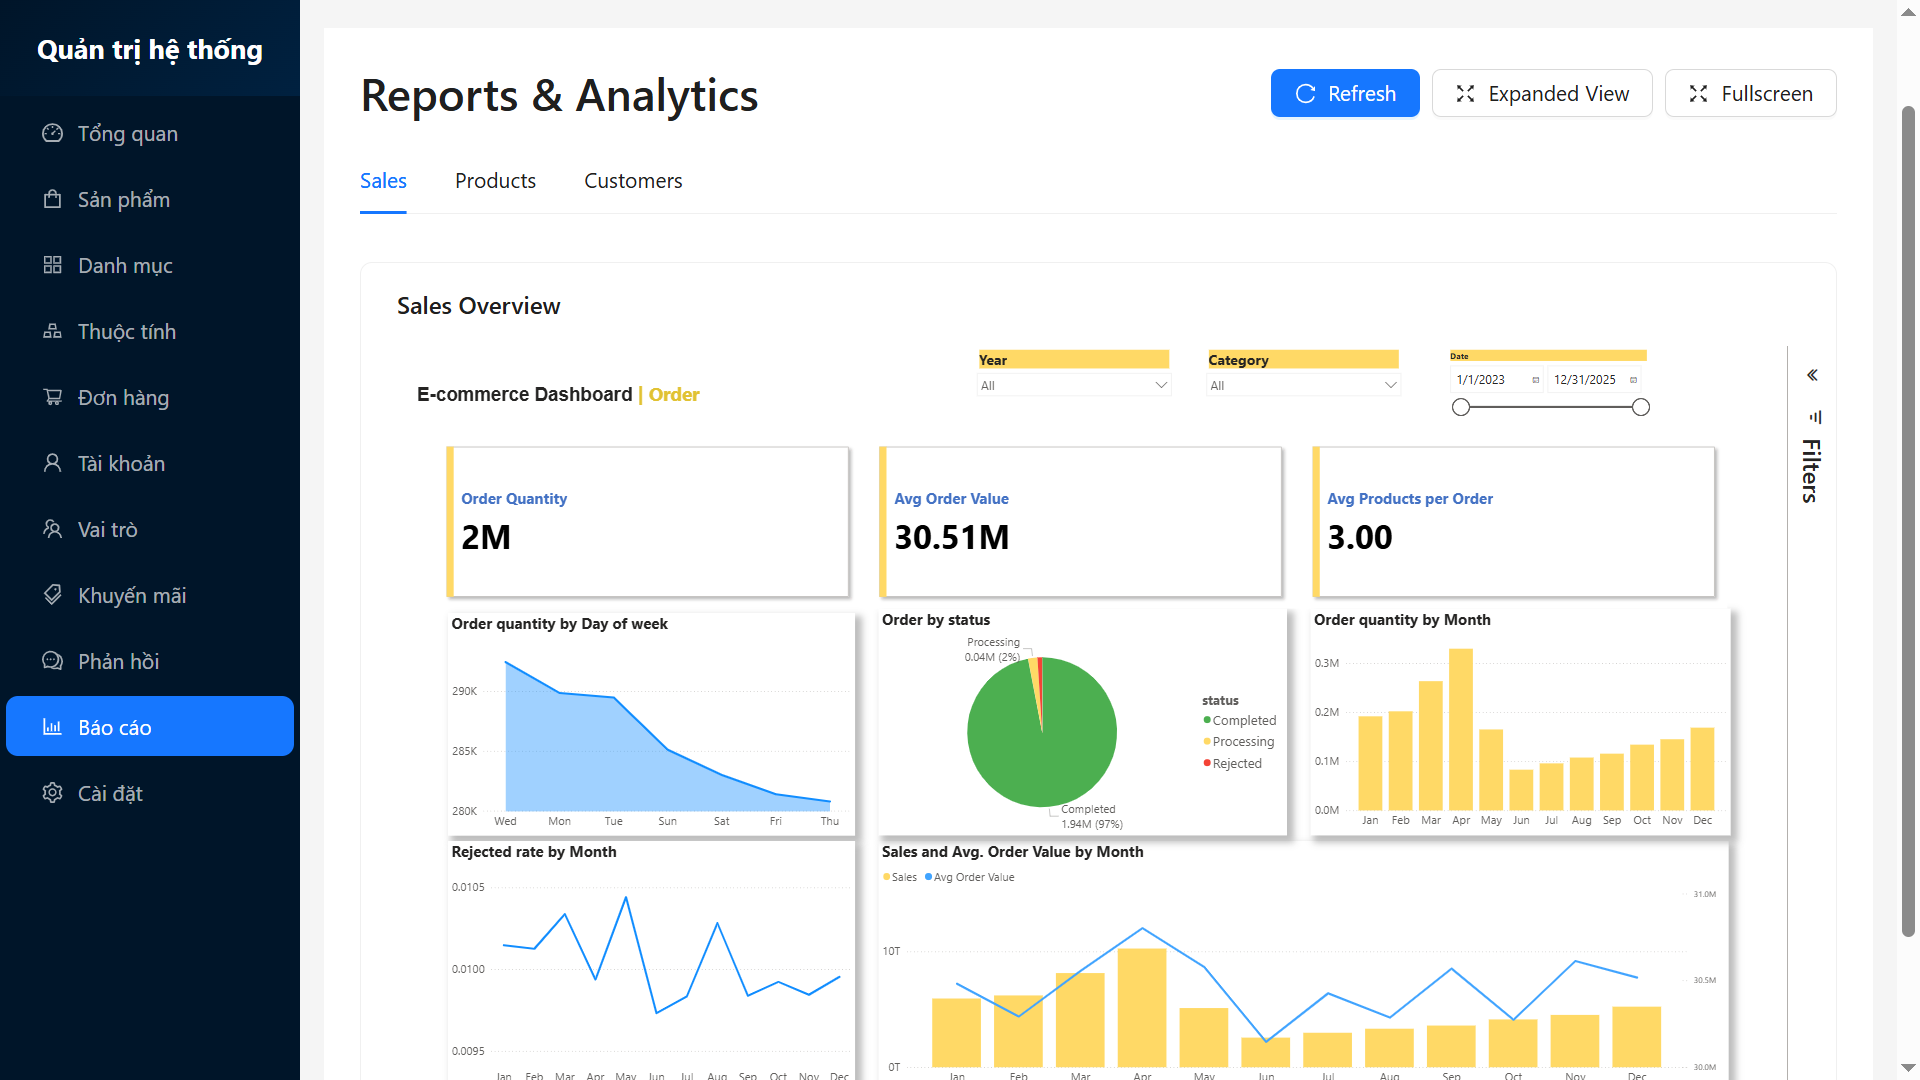 Quản trị hệ thống
Tổng quan
Sản phẩm
Danh mục
Thuộc tính
Đơn hàng
Tài khoản
Vai trò
Khuyến mãi
Phản hồi
Báo cáo
Cài đặt
Reports & Analytics
Refresh
Expanded View
Fullscreen
Sales Products Customers
Sales Overview
E-commerce Dashboard | Order
Year
All
Category
All
Date
1/1/2023 12/31/2025
Filters
Order Quantity
2M
Avg Order Value
30.51M
Avg Products per Order
3.00
Order quantity by Day of week
290K
285K
280K
Wed Mon Tue Sun Sat Fri Thu
Order by status
Processing
0.04M (2%)
Completed
1.94M (97%)
status
Completed
Processing
Rejected
Order quantity by Month
0.3M
0.2M
0.1M
0.0M
Jan Feb Mar Apr May Jun Jul Aug Sep Oct Nov Dec
Rejected rate by Month
0.0105
0.0100
0.0095
Jan Feb Mar Apr May Jun Jul Aug Sep Oct Nov Dec
Sales and Avg. Order Value by Month
Sales Avg Order Value
10T
0T
31.0M
30.5M
30.0M
Jan Feb Mar Apr May Jun Jul Aug Sep Oct Nov Dec